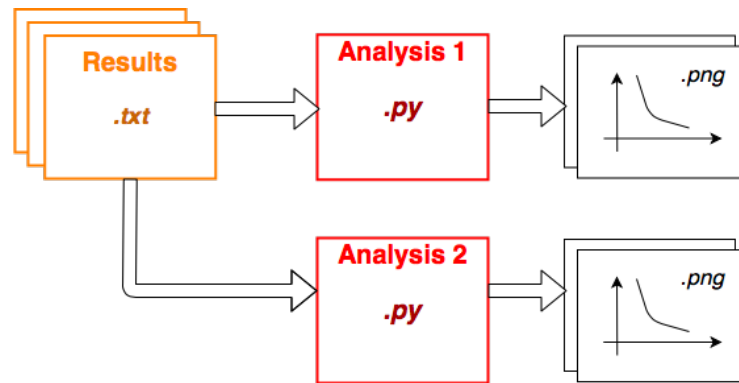 Results
.txt
Analysis 1
.py
.png
Analysis 2
.py
.png